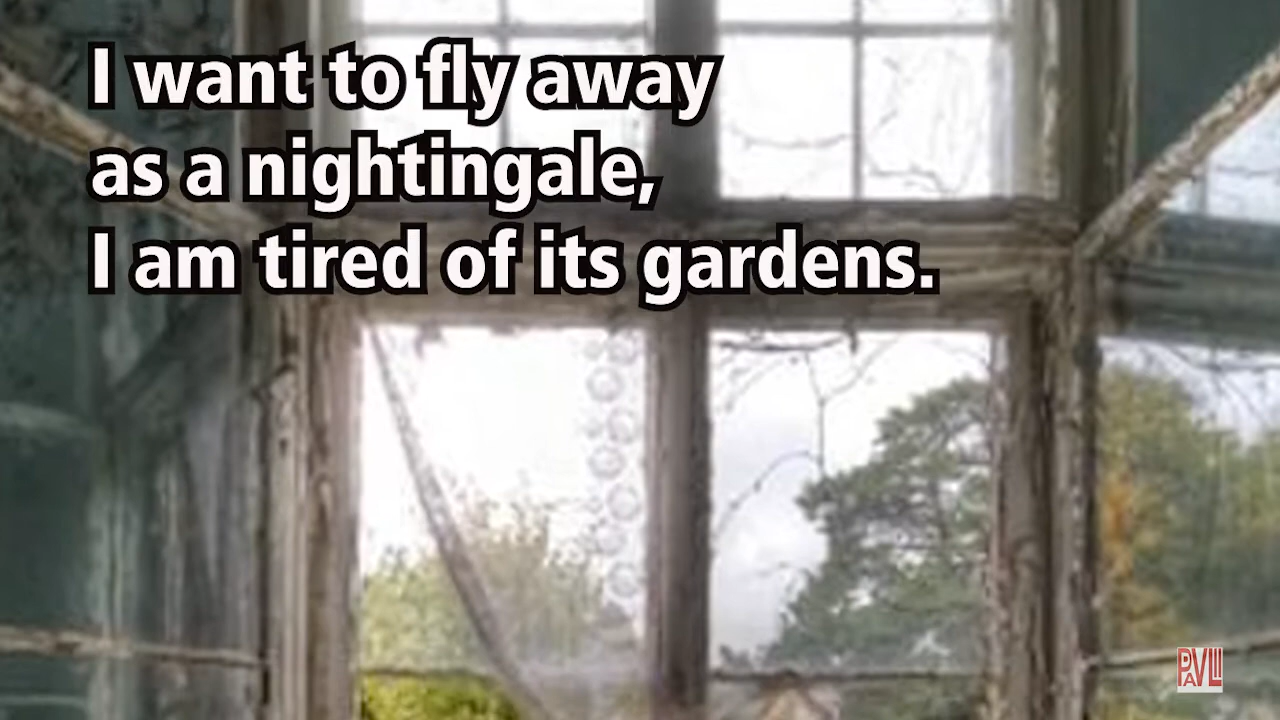 I want to fly away
as a nightingale,
I am tired of its gardens.